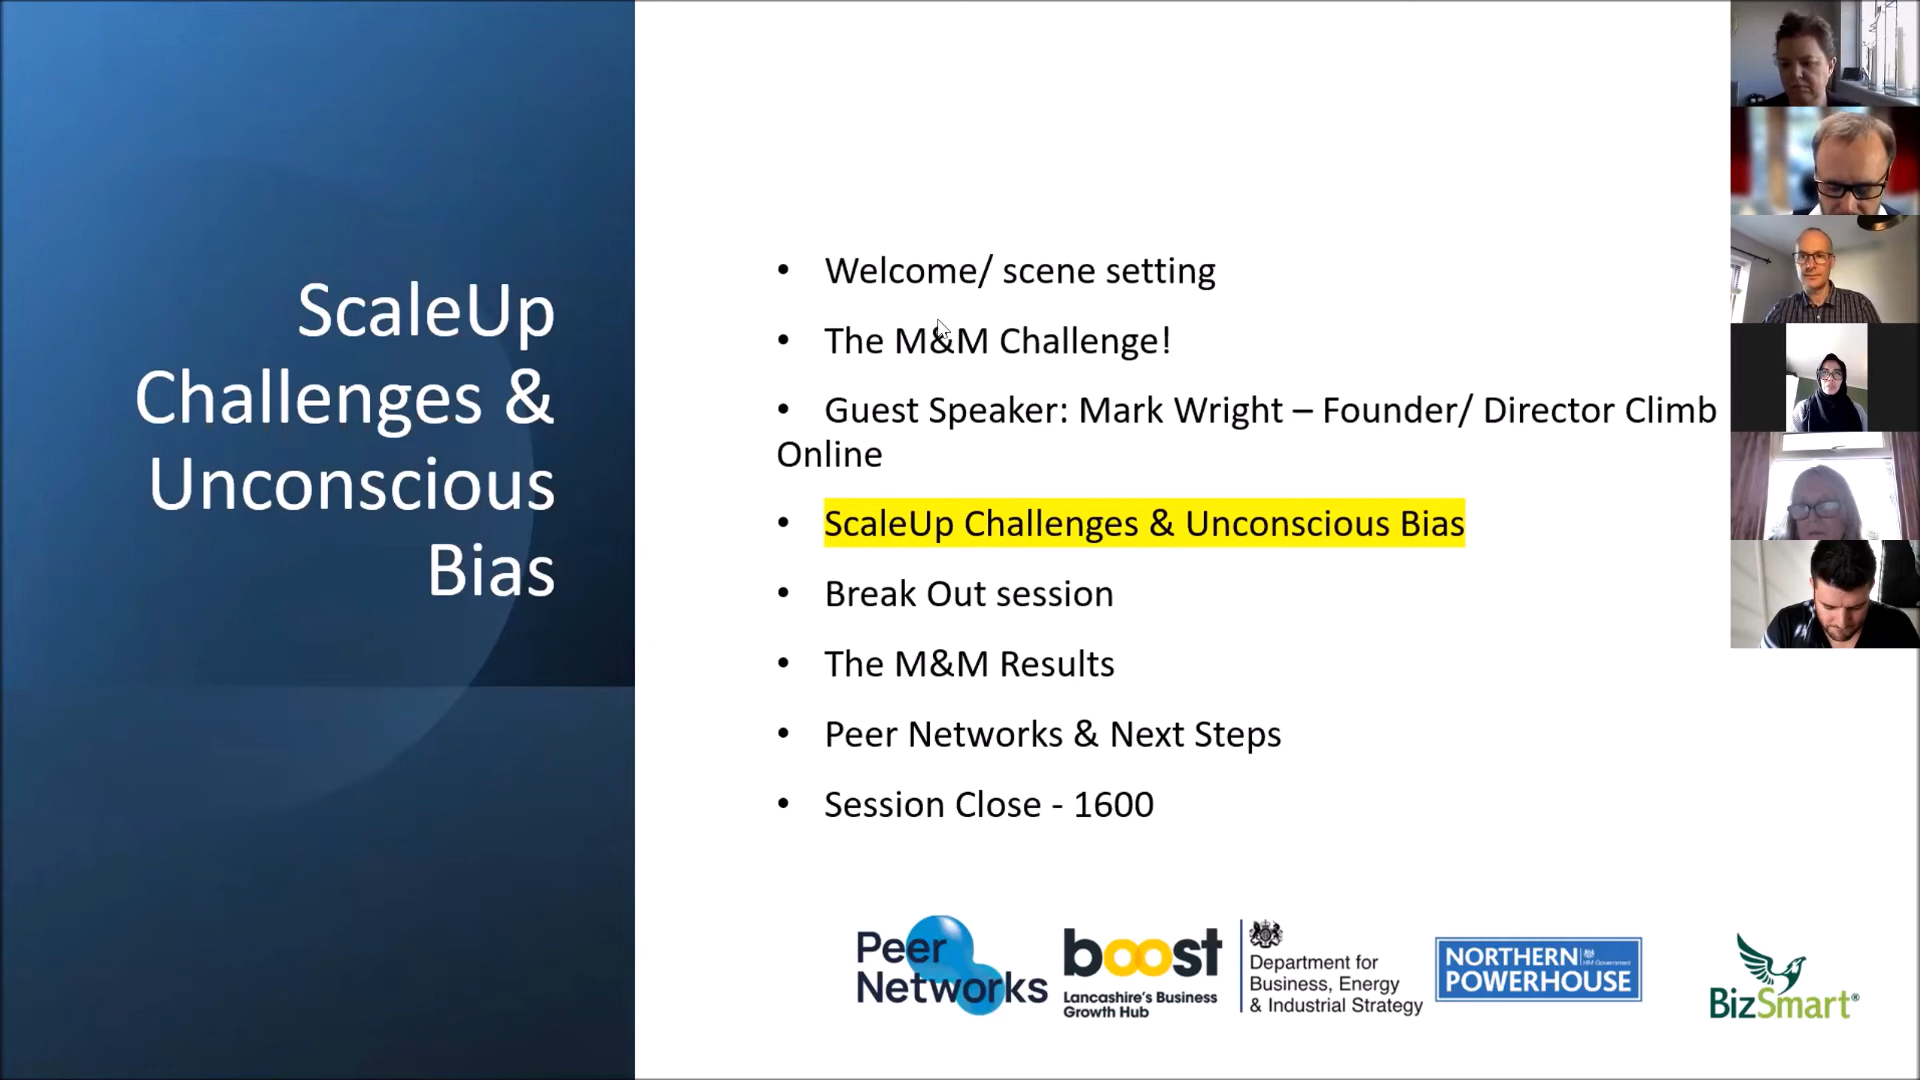 ScaleUp
Challenges &
Unconscious
Bias
• Welcome/ scene setting
• The M&M Challenge!
• Guest Speaker: Mark Wright – Founder/ Director Climb
Online
• ScaleUp Challenges & Unconscious Bias
• Break Out session
• The M&M Results
• Peer Networks & Next Steps
• Session Close - 1600
Peer
Networks
boost
Lancashire's Business
Growth Hub
Department for
Business, Energy
& Industrial Strategy
NORTHERN
HM Government
POWERHOUSE
BizSmart®